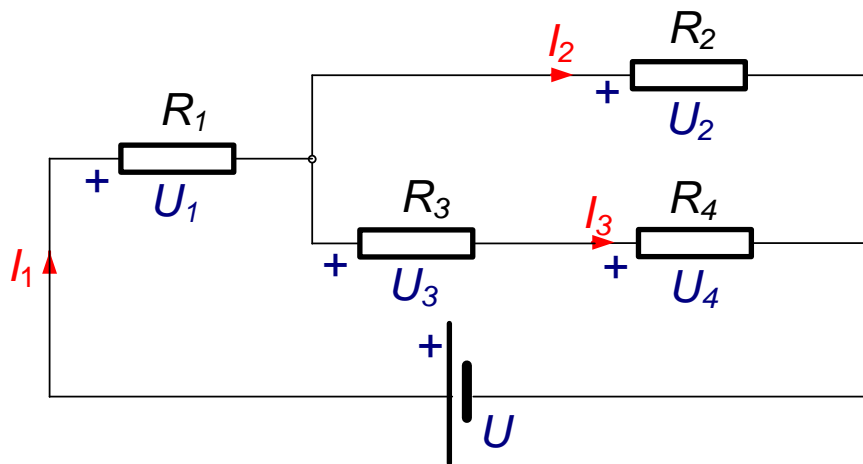 I2
R2
+
U2
R1
+
U1
R3
I3
R4
+
U3
+
U4
I1
+
U